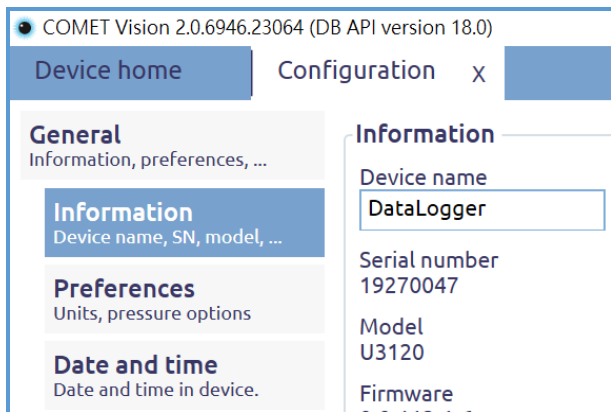 COMET Vision 2.0.6946.23064 (DB API version 18.0)
Device home
Configuration x
General
Information, preferences, ...
Information
Device name, SN, model, ...
Preferences
Units, pressure options
Date and time
Date and time in device.
Information
Device name
DataLogger
Serial number
19270047
Model
U3120
Firmware